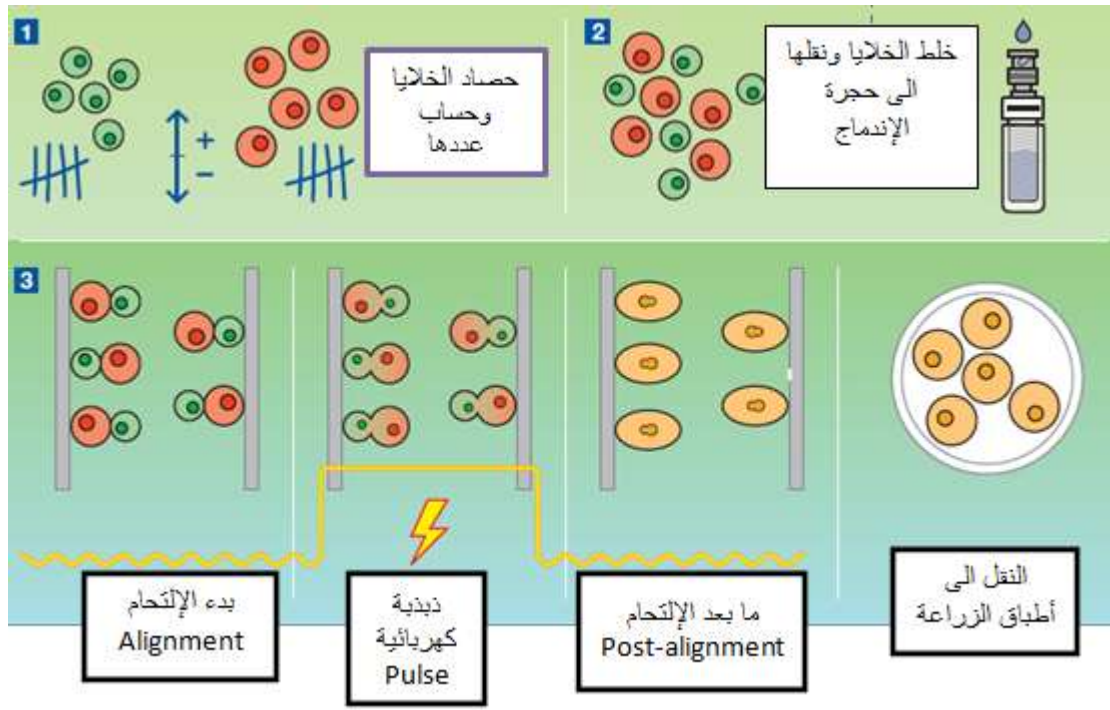 1
حصاد الخلايا
وحساب
عددها
+
-
2
خلط الخلايا ونقلها
الى حجرة
الإندماج
3
بدء الإلتحام
Alignment
ذبذبة
كهربائية
Pulse
ما بعد الإلتحام
Post-alignment
النقل الى
أطباق الزراعة